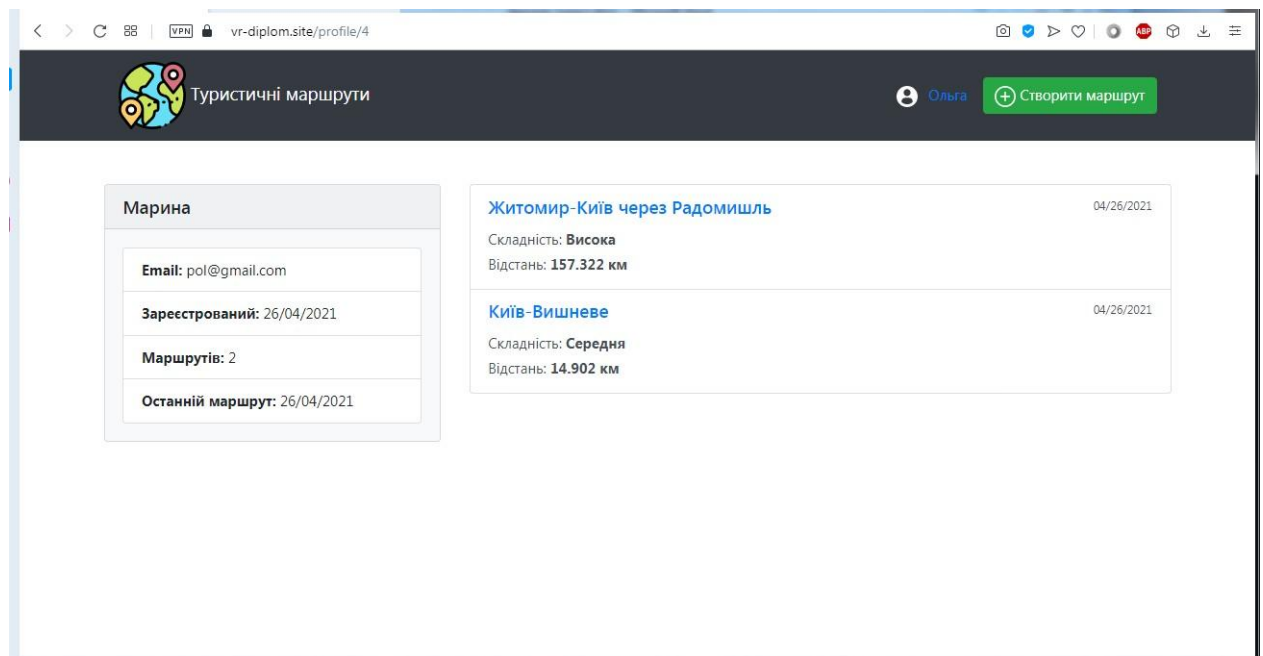 VPN vr-diplom.site/profile/4 ABP
Туристичні маршрути Ольга Створити маршрут
Марина
Email: pol@gmail.com
Зареєстрований: 26/04/2021
Маршрутів: 2
Останній маршрут: 26/04/2021
Житомир-Київ через Радомишль 04/26/2021
Складність: Висока
Відстань: 157.322 км
Київ-Вишневе 04/26/2021
Складність: Середня
Відстань: 14.902 км